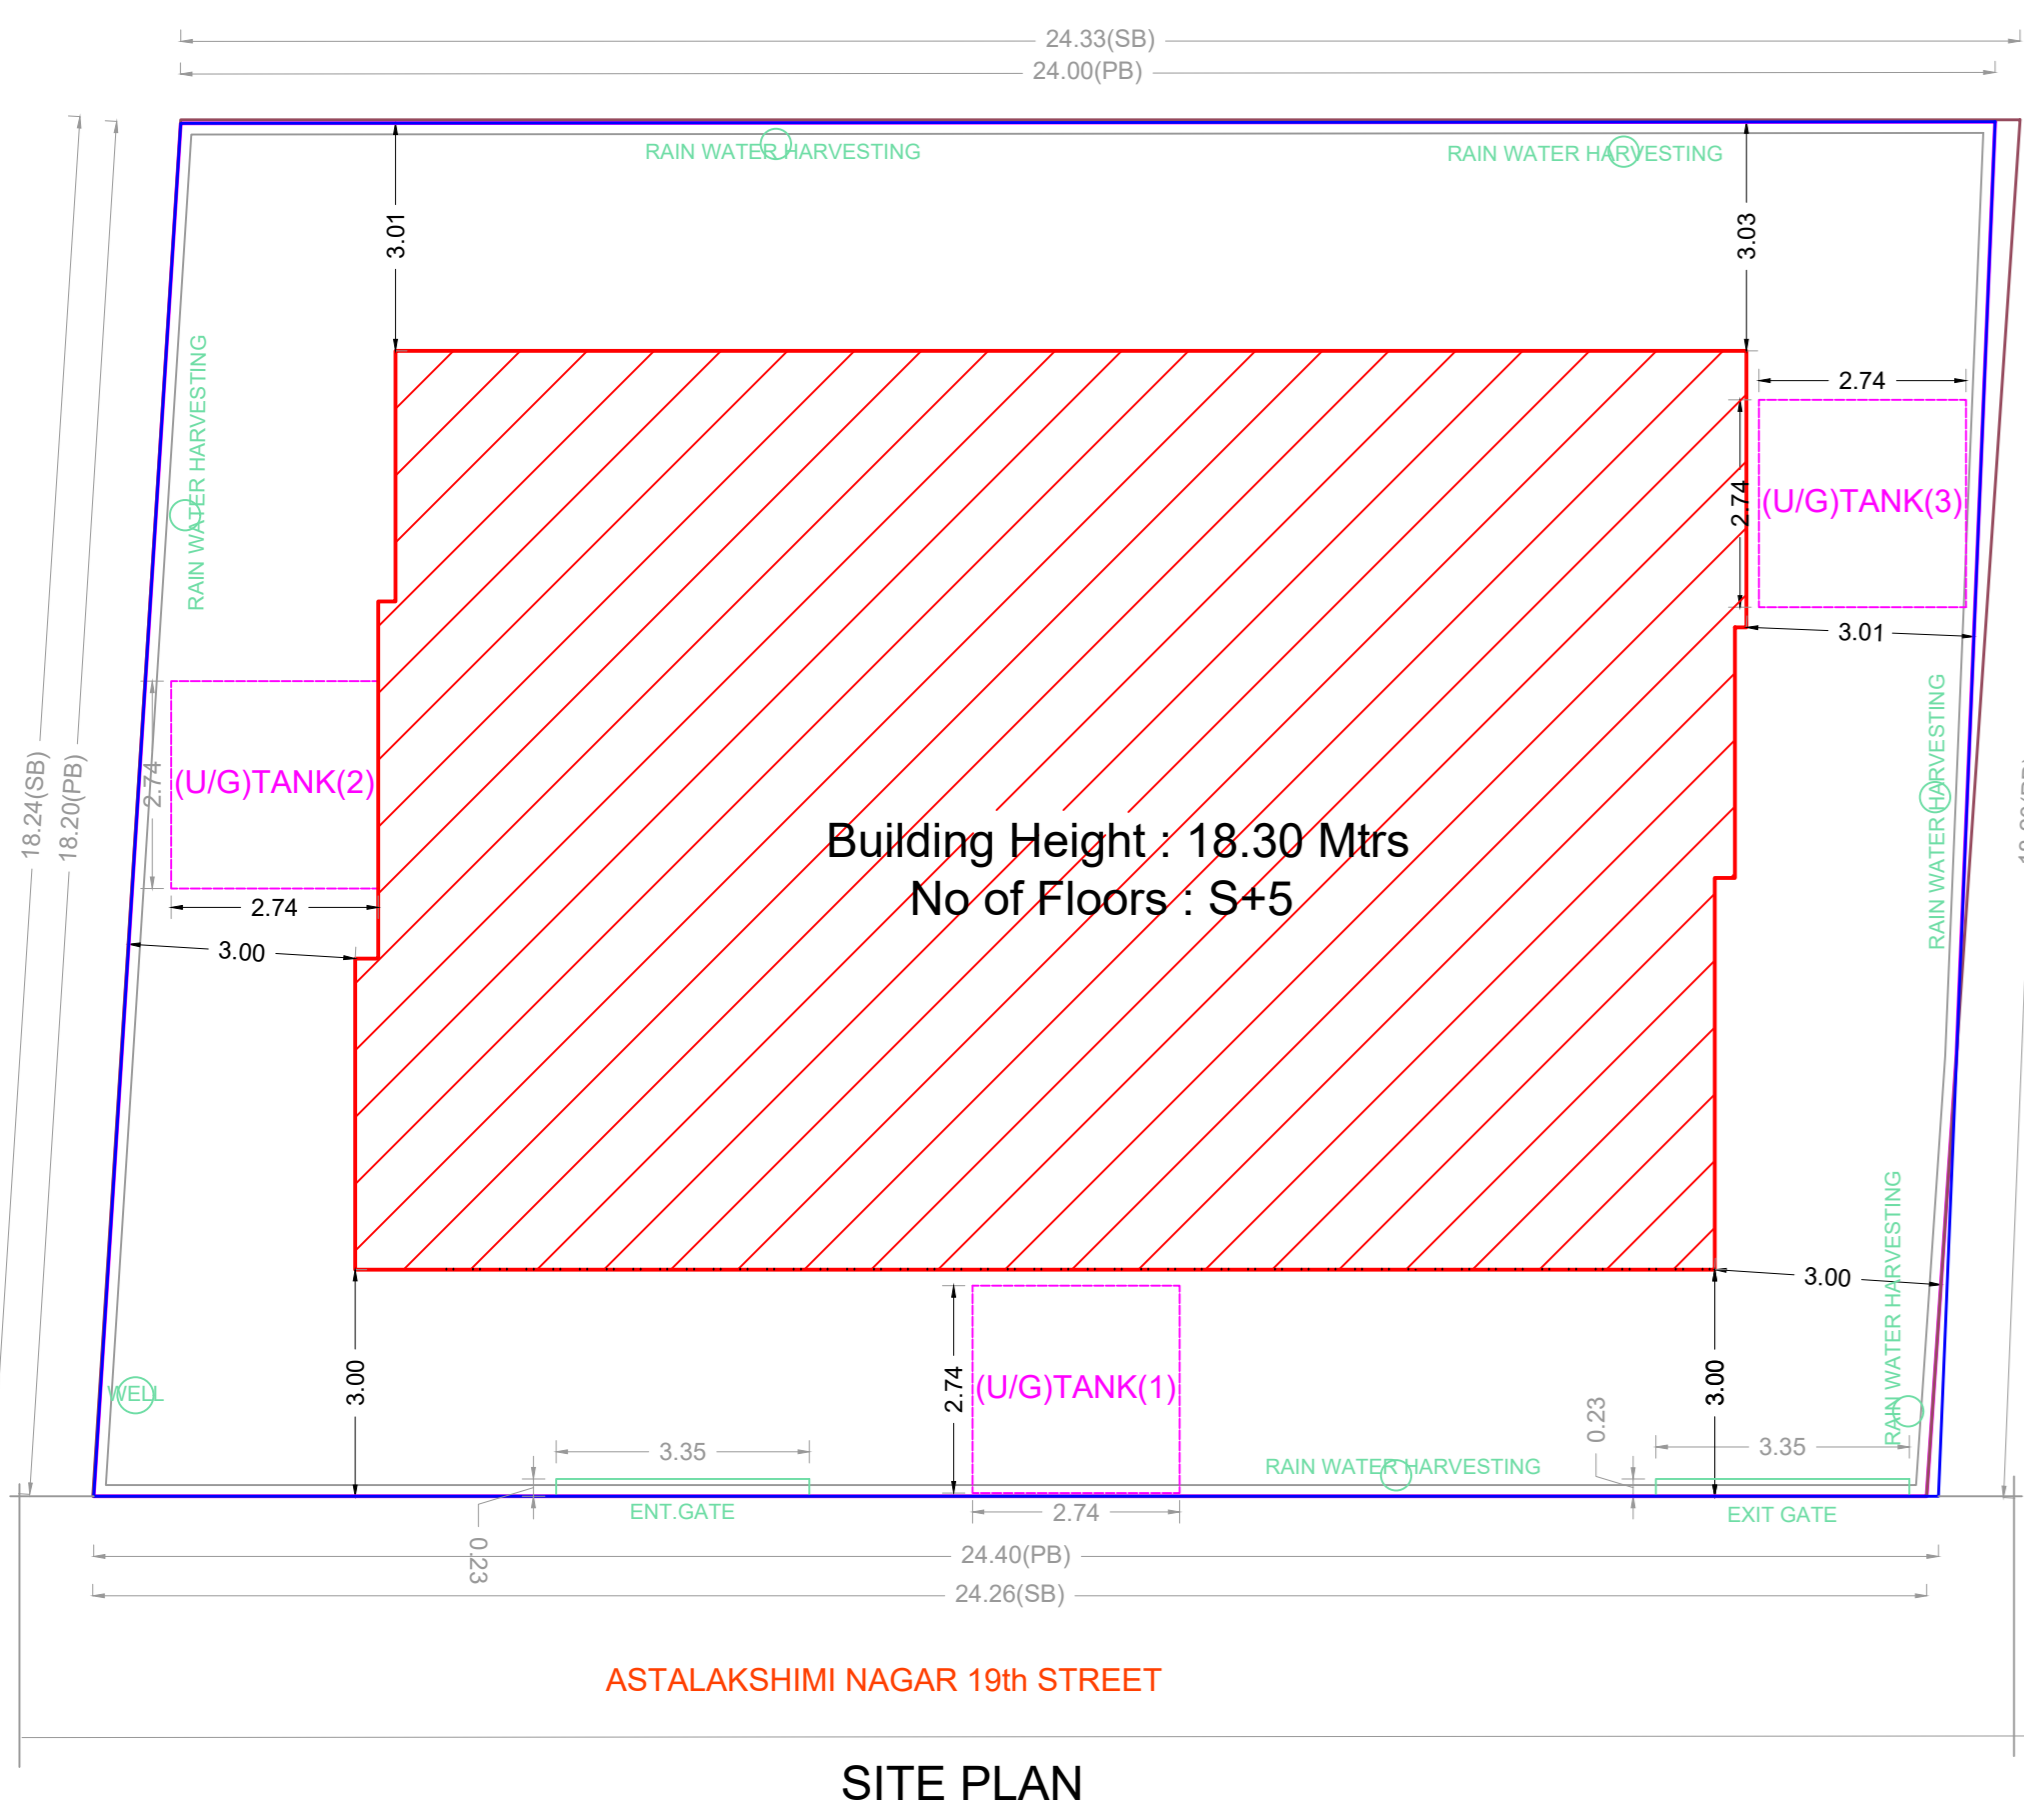 24.33(SB)
24.00(PB)
RAIN WATER HARVESTING
RAIN WATER HARVESTING
3.01
3.03
RAIN WATER HARVESTING
2.74
2.74
(U/G)TANK(3)
3.01
18.24(SB)
18.20(PB)
2.74
(U/G)TANK(2)
RAIN WATER HARVESTING
Building Height : 18.30 Mtrs
No of Floors : S+5
2.74
3.00
3.00
RAIN WATER HARVESTING
3.00
2.74
(U/G)TANK(1)
3.00
WELL
0.23
3.35
3.35
RAIN WATER HARVESTING
ENT.GATE
2.74
EXIT GATE
0.23
24.40(PB)
24.26(SB)
ASTALAKSHIMI NAGAR 19th STREET
SITE PLAN